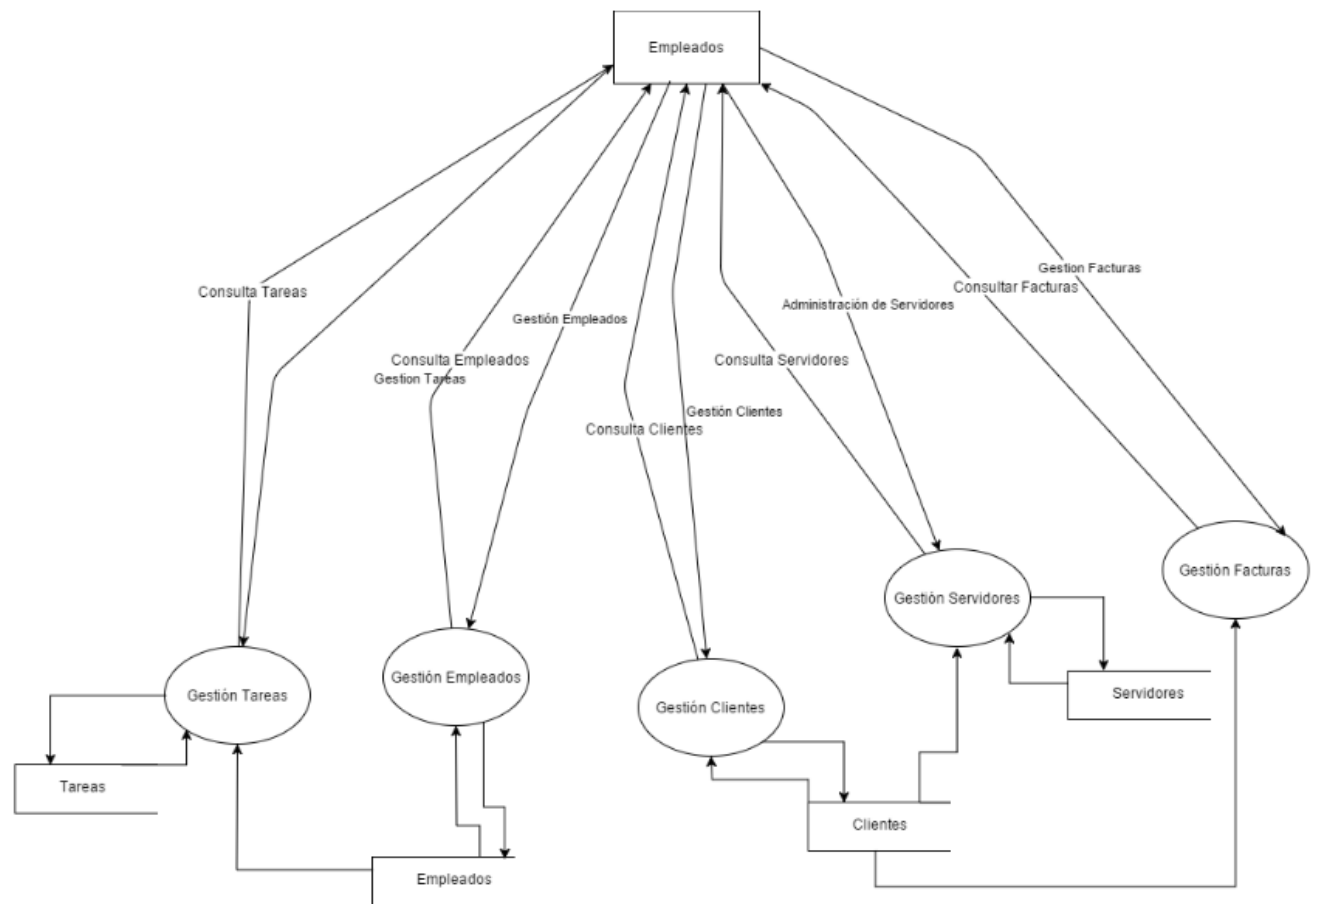 Empleados
Gestion Facturas
Consultar Facturas
Consulta Tareas
Administración de Servidores
Gestión Empleados
Consulta Empleados
Consulta Servidores
Gestion Tareas
Gestión Clientes
Consulta Clientes
Gestión Facturas
Gestión Servidores
Gestión Empleados
Gestión Tareas
Servidores
Gestión Clientes
Tareas
Clientes
Empleados